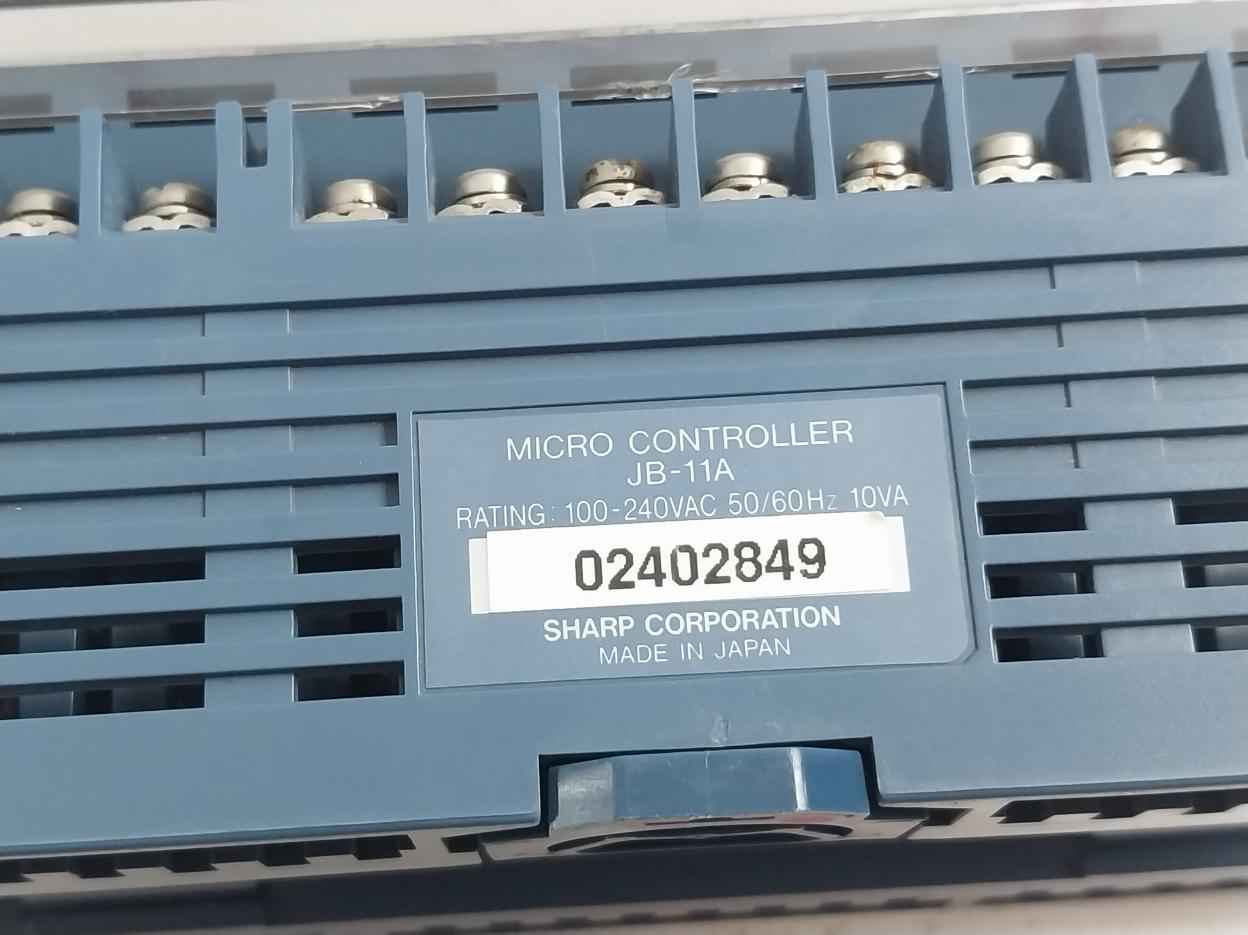 MICRO CONTROLLER
JB-11A
RATING: 100-240VAC 50/60Hz 10VA
02402849
SHARP CORPORATION
MADE IN JAPAN